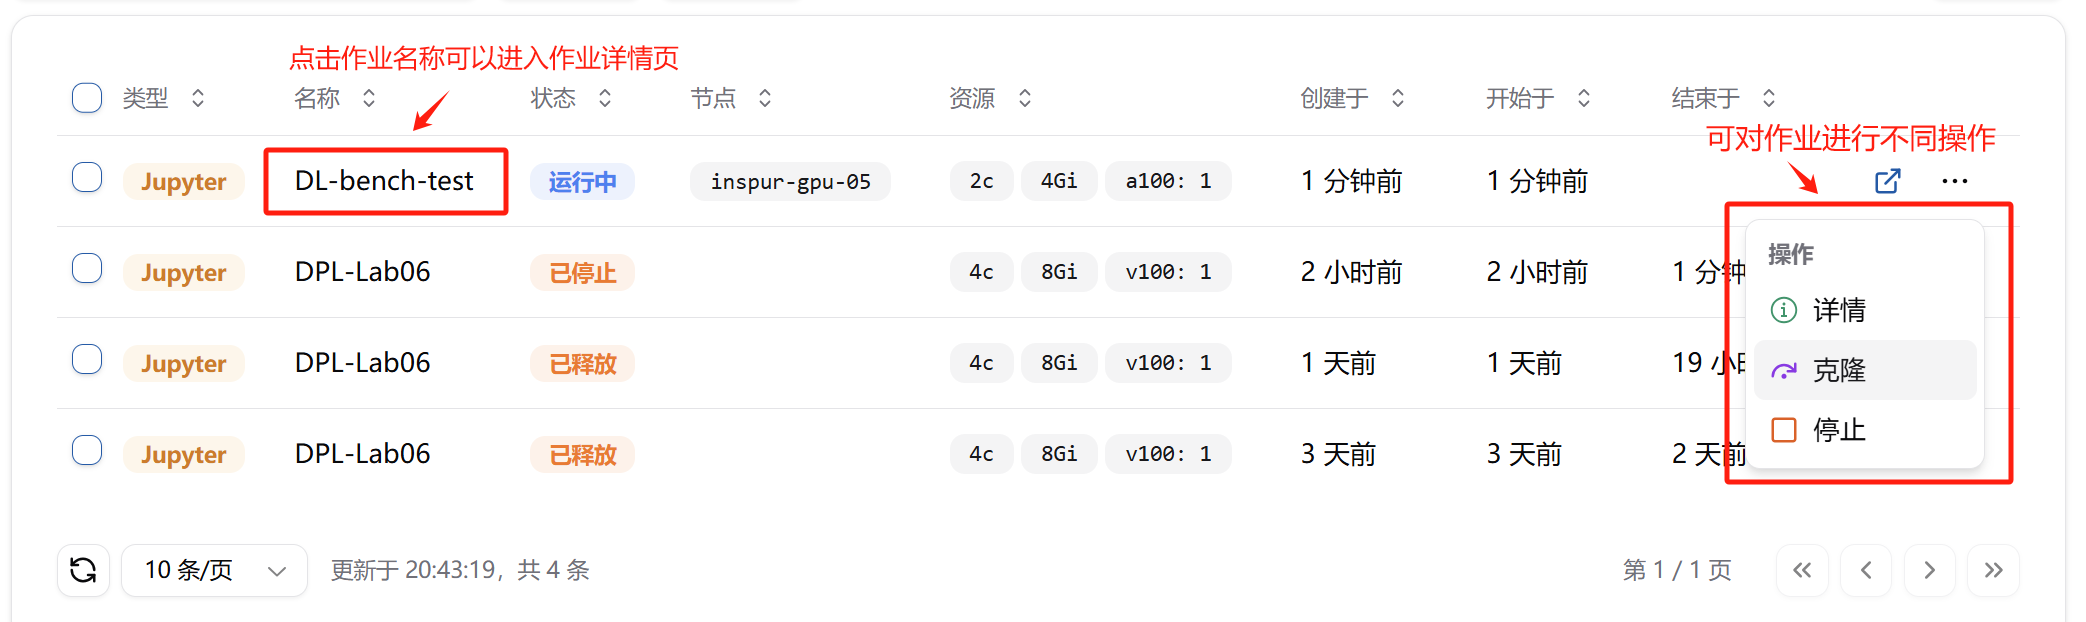 点击作业名称可以进入作业详情页
类型 名称 状态 节点 资源 创建于 开始于 结束于
可对作业进行不同操作
Jupyter DL-bench-test 运行中 inspur-gpu-05 2c 4Gi a100: 1 1 分钟前 1 分钟前 ...
操作
Jupyter DPL-Lab06 已停止 4c 8Gi v100: 1 2 小时前 2 小时前 1 分钟
详情
Jupyter DPL-Lab06 已释放 4c 8Gi v100: 1 1 天前 1 天前 19 小时
克隆
停止
Jupyter DPL-Lab06 已释放 4c 8Gi v100: 1 3 天前 3 天前 2 天前
10 条/页 更新于 20:43:19，共 4 条 第 1 / 1 页